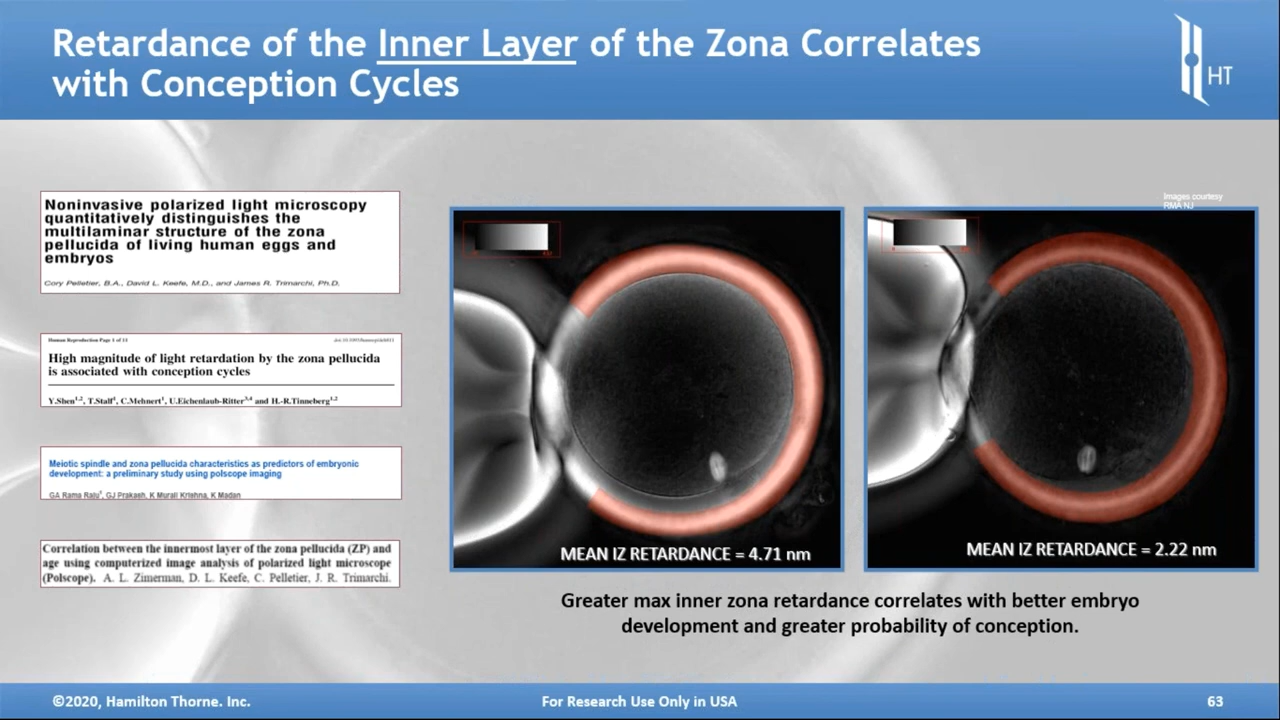 Retardance of the Inner Layer of the Zona Correlates
with Conception Cycles
HT
Noninvasive polarized light microscopy
quantitatively distinguishes the
multilaminar structure of the zona
pellucida of living human eggs and
embryos
Cory Pelletier, B.A., David L. Keefe, M.D., and James R. Trimarchi, Ph.D.
Human Reproduction Page 1 of 11
High magnitude of light retardation by the zona pellucida
is associated with conception cycles
Y.Shen1,2, T.Stalf1, C.Mehnert1, U.Eichenlaub-Ritter3,4 and H.-R.Tinneberg1,2
Meiotic spindle and zona pellucida characteristics as predictors of embryonic
development: a preliminary study using polscope imaging
GA Rama Raju, GJ Prakash, K Murali Krishna, K Madan
Correlation between the innermost layer of the zona pellucida (ZP) and
age using computerized image analysis of polarized light microscope
(Polscope). A. L. Zimerman, D. L. Keefe, C. Pelletier, J. R. Trimarchi.
Images courtesy
RMA NJ
MEAN IZ RETARDANCE = 4.71 nm
MEAN IZ RETARDANCE = 2.22 nm
Greater max inner zona retardance correlates with better embryo
development and greater probability of conception.
©2020, Hamilton Thorne. Inc.
For Research Use Only in USA
63